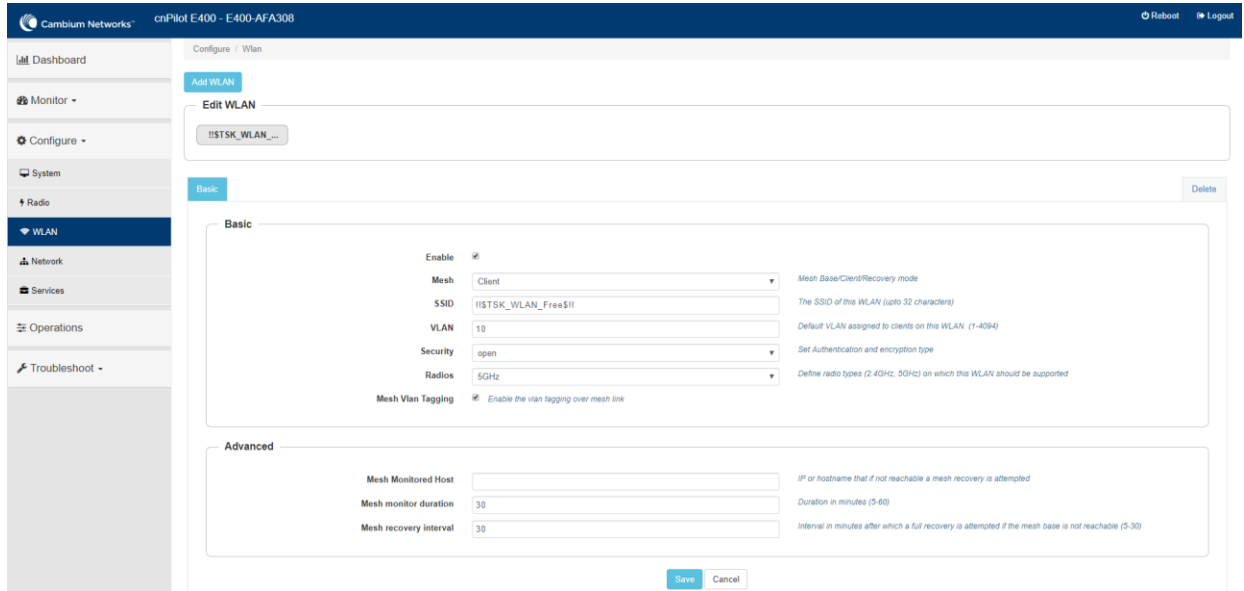 Cambium Networks™ cnPilot E400 - E400-AFA308 Reboot Logout
Dashboard
Monitor
Configure
System
Radio
WLAN
Network
Services
Operations
Troubleshoot
Configure / Wlan
Add WLAN
Edit WLAN
!!$TSK_WLAN_...
Basic Delete
Basic
Enable
Mesh Client Mesh Base/Client/Recovery mode
SSID !!$TSK_WLAN_Free$!! The SSID of this WLAN (upto 32 characters)
VLAN 10 Default VLAN assigned to clients on this WLAN. (1-4094)
Security open Set Authentication and encryption type
Radios 5GHz Define radio types (2.4GHz, 5GHz) on which this WLAN should be supported
Mesh Vlan Tagging Enable the vlan tagging over mesh link
Advanced
Mesh Monitored Host IP or hostname that if not reachable a mesh recovery is attempted
Mesh monitor duration 30 Duration in minutes (5-60)
Mesh recovery interval 30 Interval in minutes after which a full recovery is attempted if the mesh base is not reachable (5-30)
Save Cancel